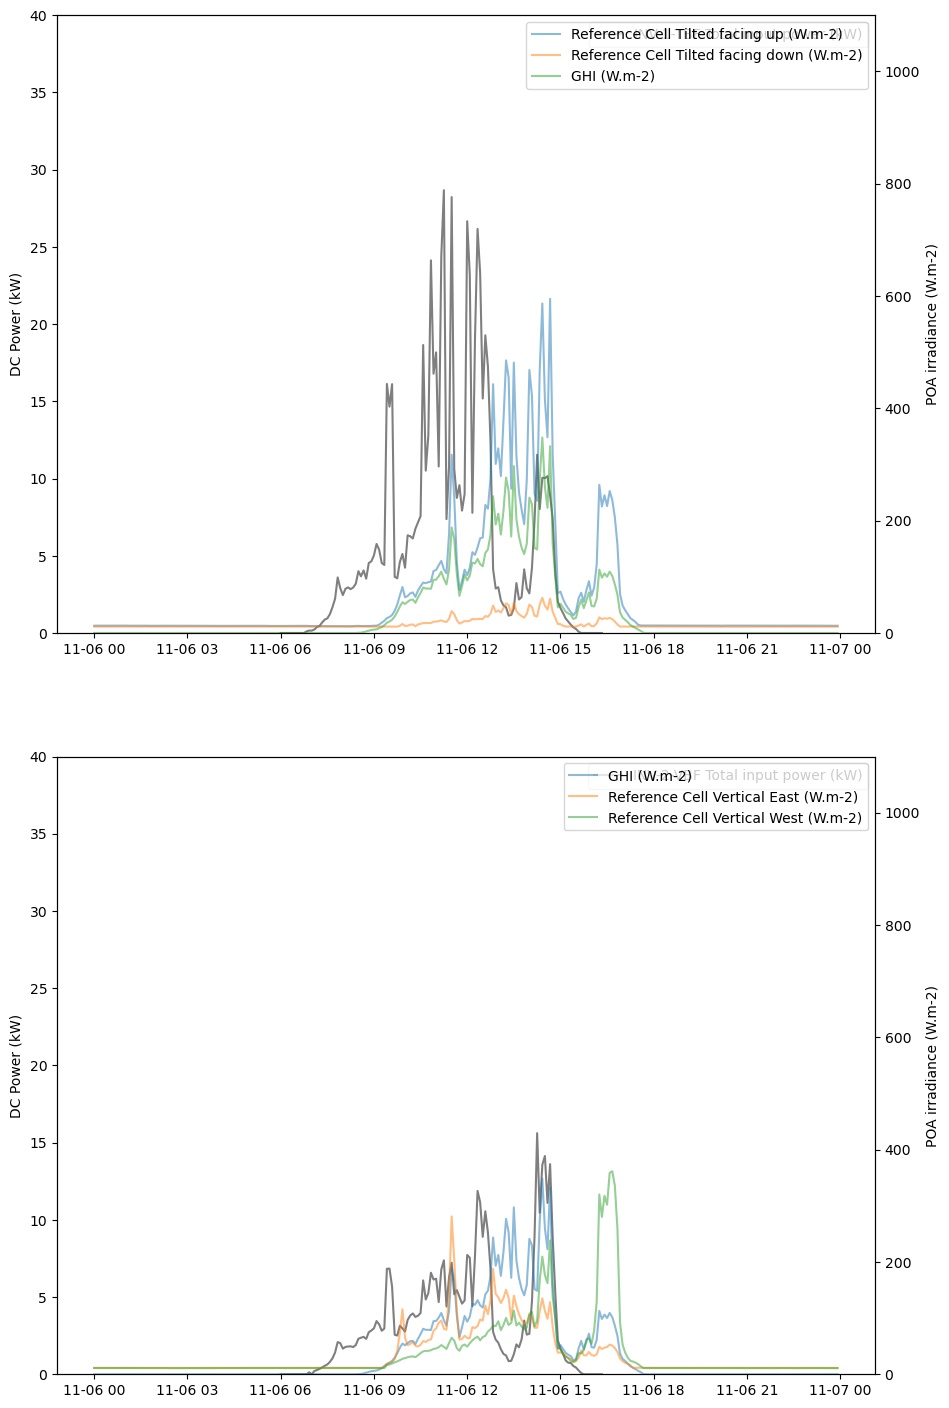 40
35
30
25
20
15
10
5
0
DC Power (kW)
Reference Cell Tilted facing up (W.m-2)
Reference Cell Tilted facing down (W.m-2)
GHI (W.m-2)
1000
800
600
400
200
0
POA irradiance (W.m-2)
11-06 00 11-06 03 11-06 06 11-06 09 11-06 12 11-06 15 11-06 18 11-06 21 11-07 00
40
35
30
25
20
15
10
5
0
DC Power (kW)
Total input power (kW)
GHI (W.m-2)
Reference Cell Vertical East (W.m-2)
Reference Cell Vertical West (W.m-2)
1000
800
600
400
200
0
POA irradiance (W.m-2)
11-06 00 11-06 03 11-06 06 11-06 09 11-06 12 11-06 15 11-06 18 11-06 21 11-07 00